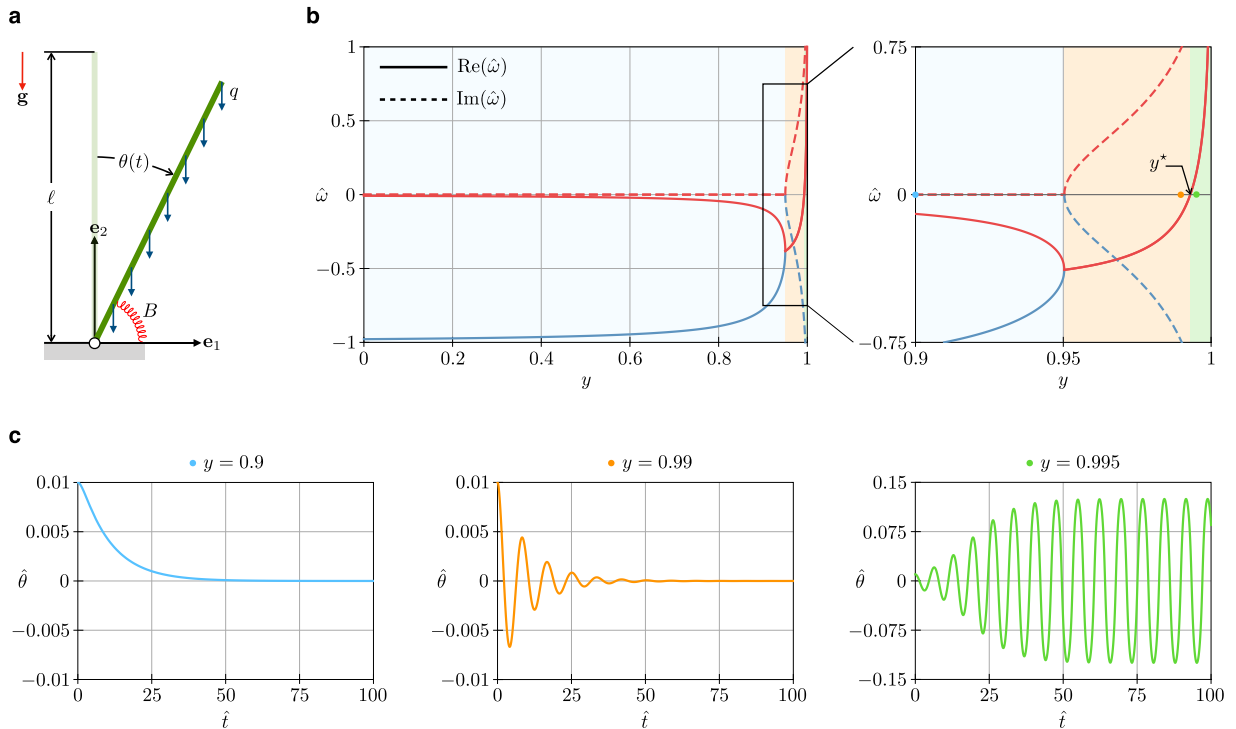 a
g
ℓ
θ(t)
q
e₂
B
e₁
b
Re(ω̂)
Im(ω̂)
1
0.5
0
−0.5
−1
ω̂
0 0.2 0.4 0.6 0.8 1
y
0.75
0
−0.75
ω̂
y⋆
0.9 0.95 1
y
c
y = 0.9
0.01
0.005
0
−0.005
−0.01
θ̂
0 25 50 75 100
t̂
y = 0.99
0.01
0.005
0
−0.005
−0.01
θ̂
0 25 50 75 100
t̂
y = 0.995
0.15
0.075
0
−0.075
−0.15
θ̂
0 25 50 75 100
t̂